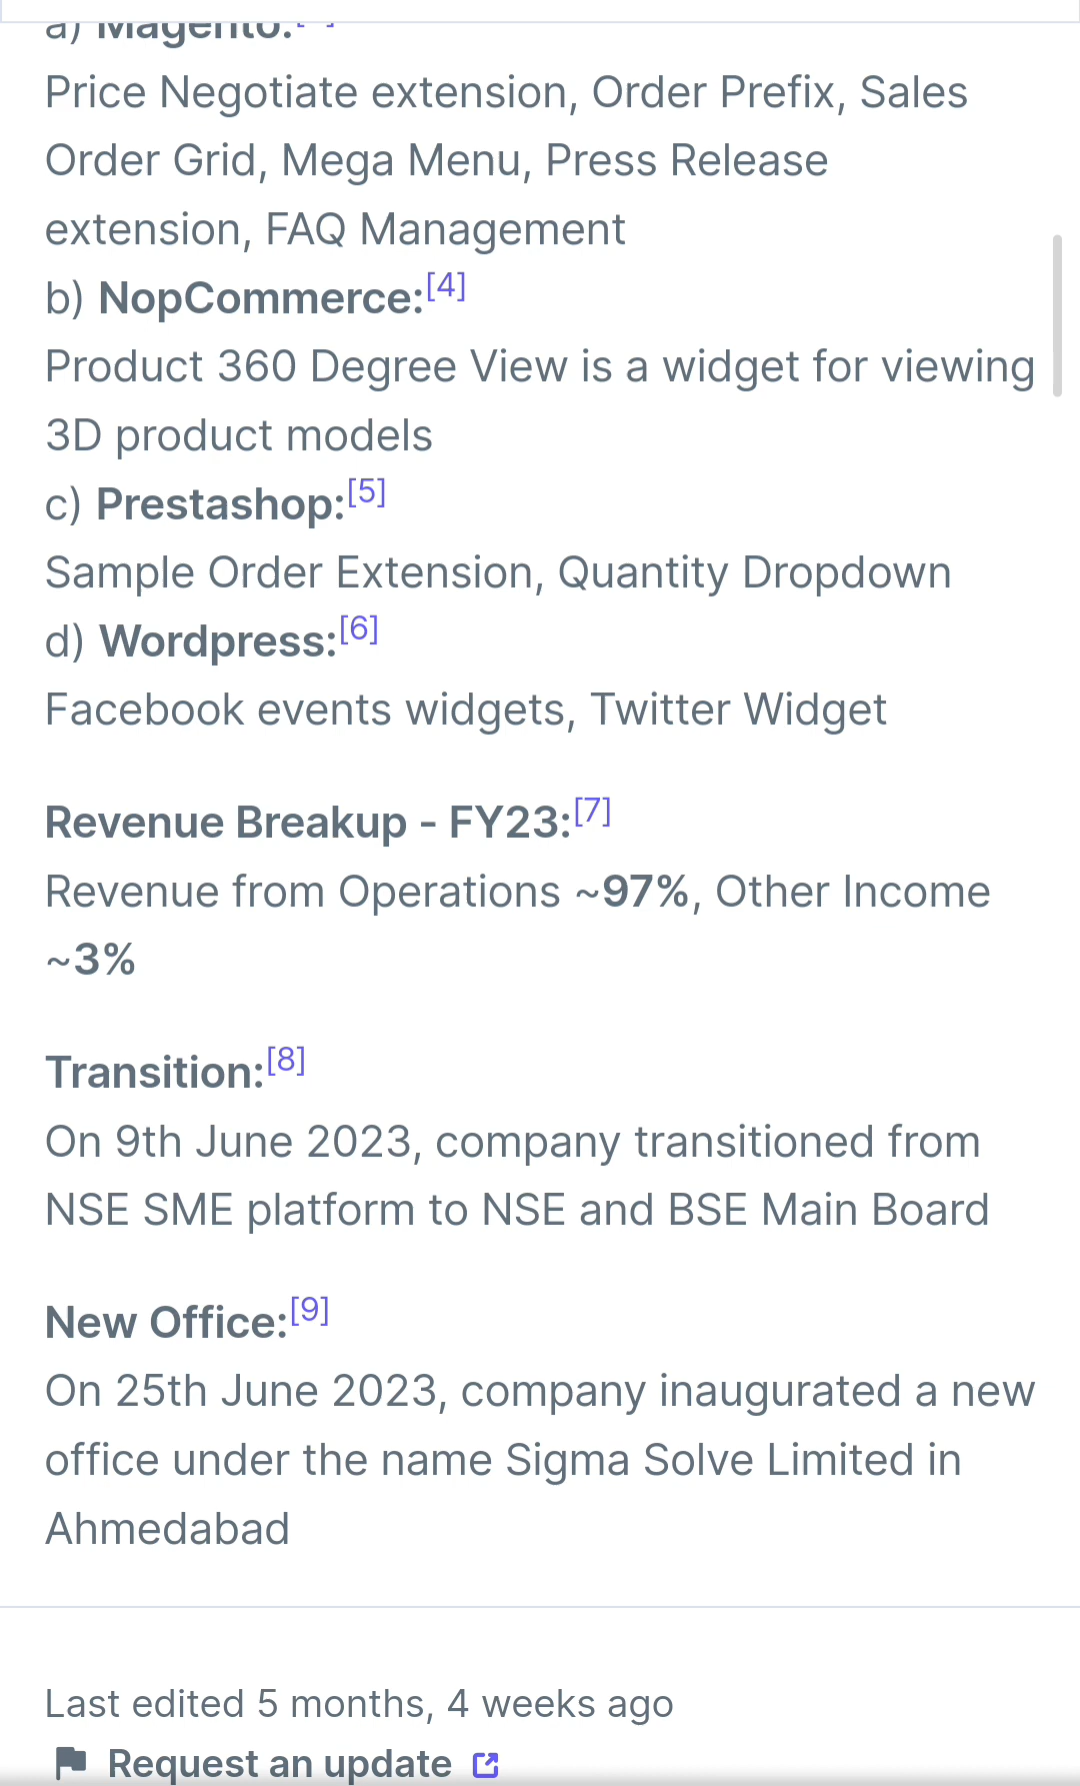 a) Magento:
Price Negotiate extension, Order Prefix, Sales
Order Grid, Mega Menu, Press Release
extension, FAQ Management
b) NopCommerce:[4]
Product 360 Degree View is a widget for viewing
3D product models
c) Prestashop:[5]
Sample Order Extension, Quantity Dropdown
d) Wordpress:[6]
Facebook events widgets, Twitter Widget
Revenue Breakup - FY23:[7]
Revenue from Operations ~97%, Other Income
~3%
Transition:[8]
On 9th June 2023, company transitioned from
NSE SME platform to NSE and BSE Main Board
New Office:[9]
On 25th June 2023, company inaugurated a new
office under the name Sigma Solve Limited in
Ahmedabad
Last edited 5 months, 4 weeks ago
Request an update